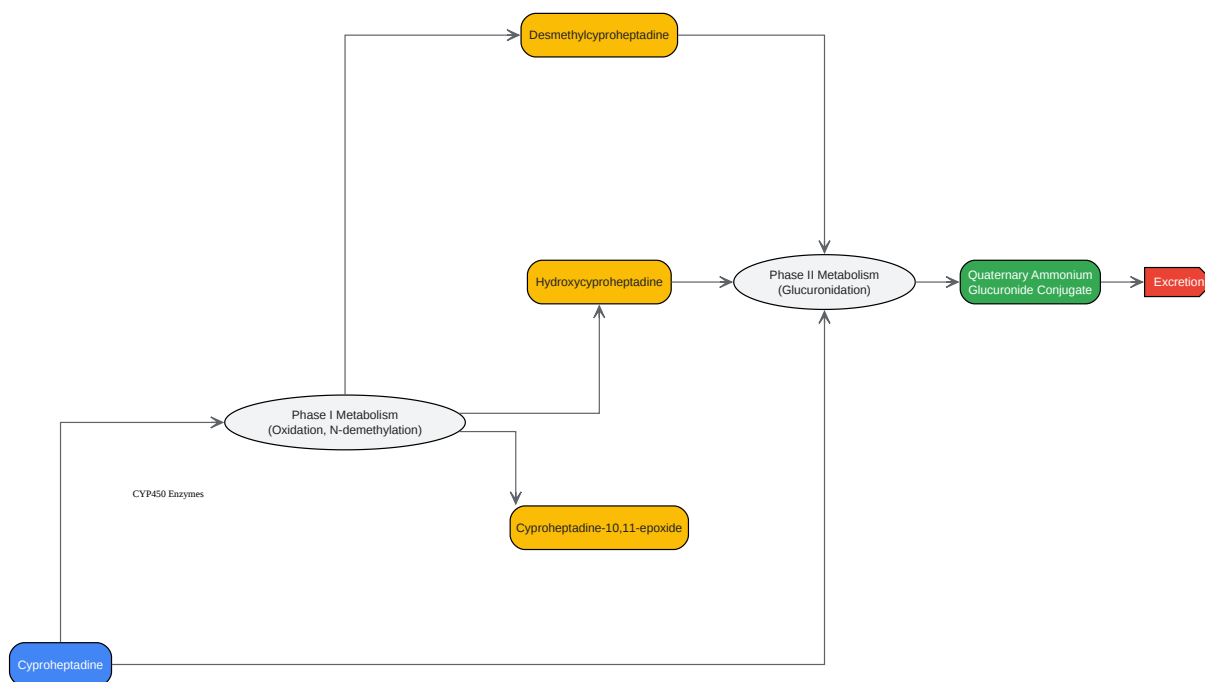 Desmethylcyproheptadine
Hydroxycyproheptadine
Phase II Metabolism
(Glucuronidation)
Quaternary Ammonium
Glucuronide Conjugate
Excretion
Phase I Metabolism
(Oxidation, N-demethylation)
CYP450 Enzymes
Cyproheptadine-10,11-epoxide
Cyproheptadine